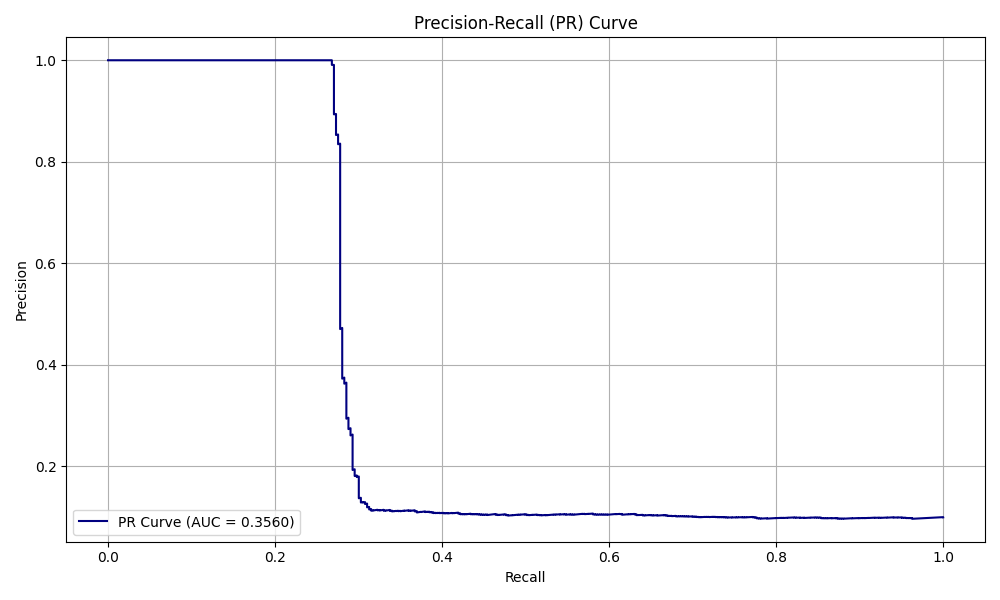 Precision-Recall (PR) Curve
Precision
1.0
0.8
0.6
0.4
0.2
PR Curve (AUC = 0.3560)
0.0 0.2 0.4 0.6 0.8 1.0
Recall